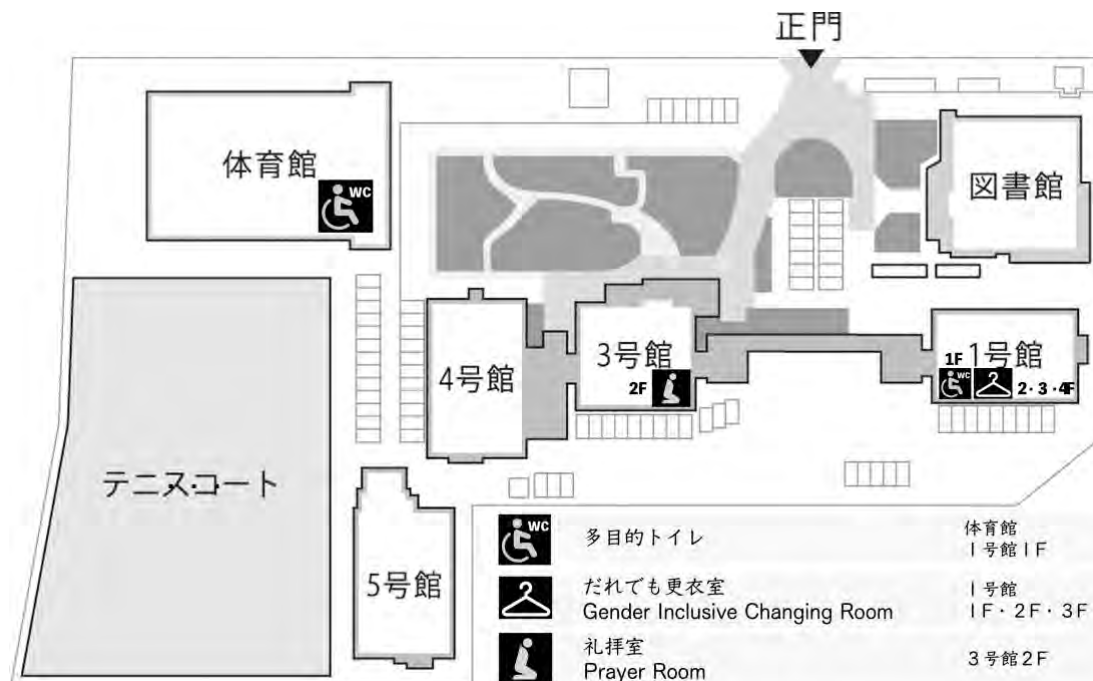 正門
体育館
WC
図書館
4号館
3号館
2F
1F 1号館
WC 2・3・4F
テニス・コート
5号館
WC 多目的トイレ 体育館
1号館1F
だれでも更衣室 1号館
Gender Inclusive Changing Room 1F・2F・3F
礼拝室
Prayer Room 3号館2F